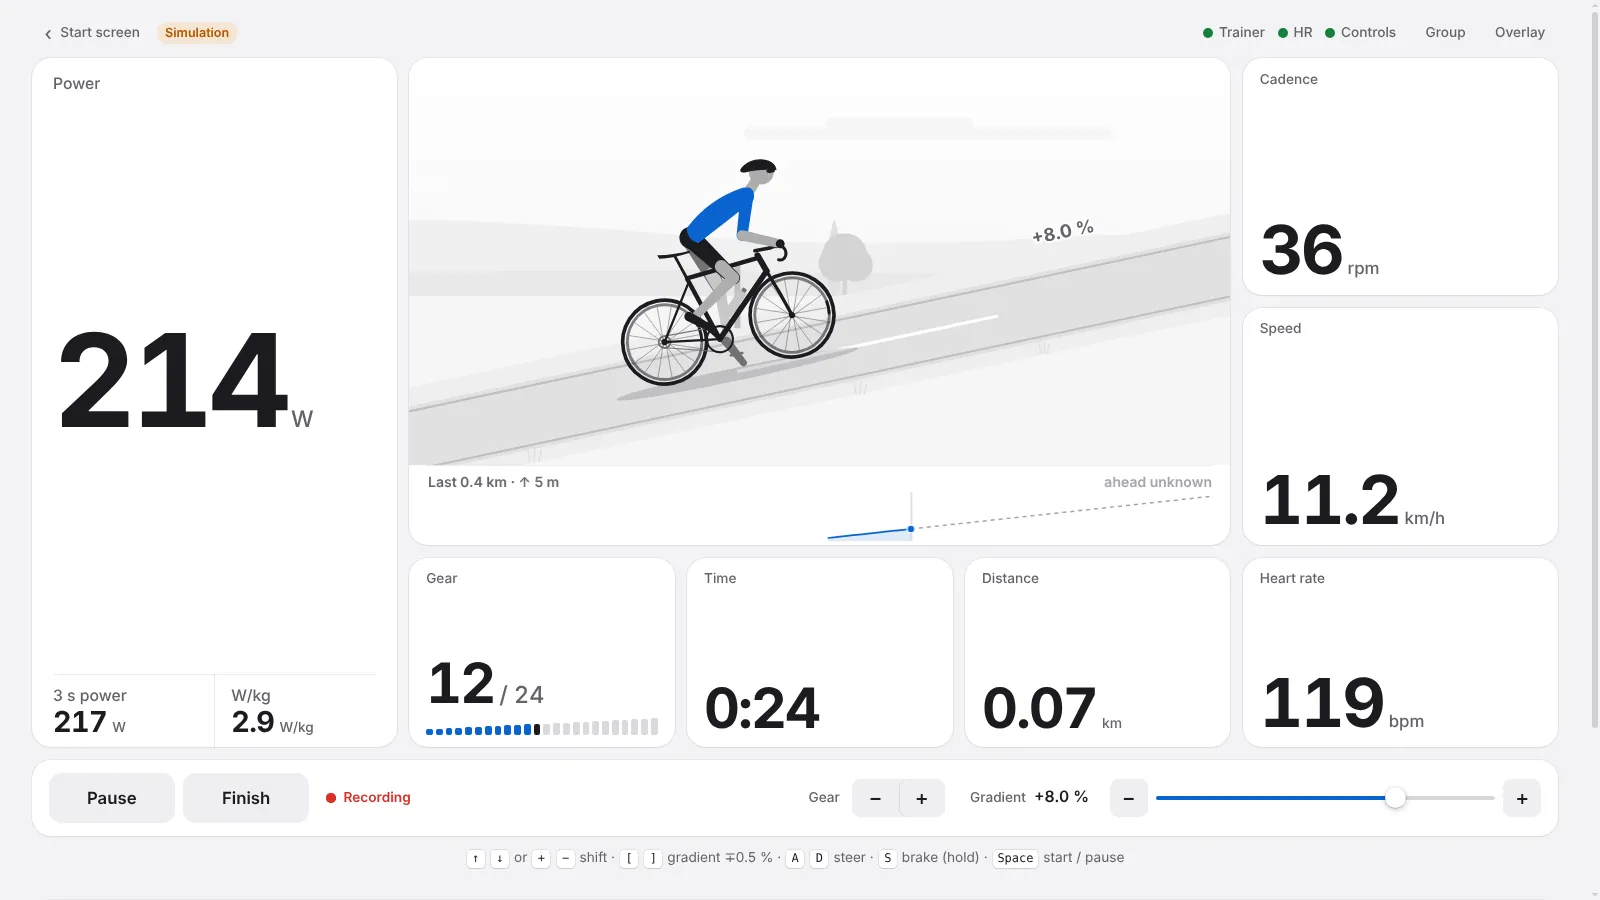 ‹ Start screen Simulation
Trainer HR Controls Group Overlay
Power
214 W
3 s power
217 W
W/kg
2.9 W/kg
+8.0 %
Last 0.4 km · ↑ 5 m
ahead unknown
Cadence
36 rpm
Speed
11.2 km/h
Gear
12 / 24
Time
0:24
Distance
0.07 km
Heart rate
119 bpm
Pause Finish Recording
Gear − + Gradient +8.0 % − +
↑ ↓ or + − shift · [ ] gradient ∓0.5 % · A D steer · S brake (hold) · Space start / pause